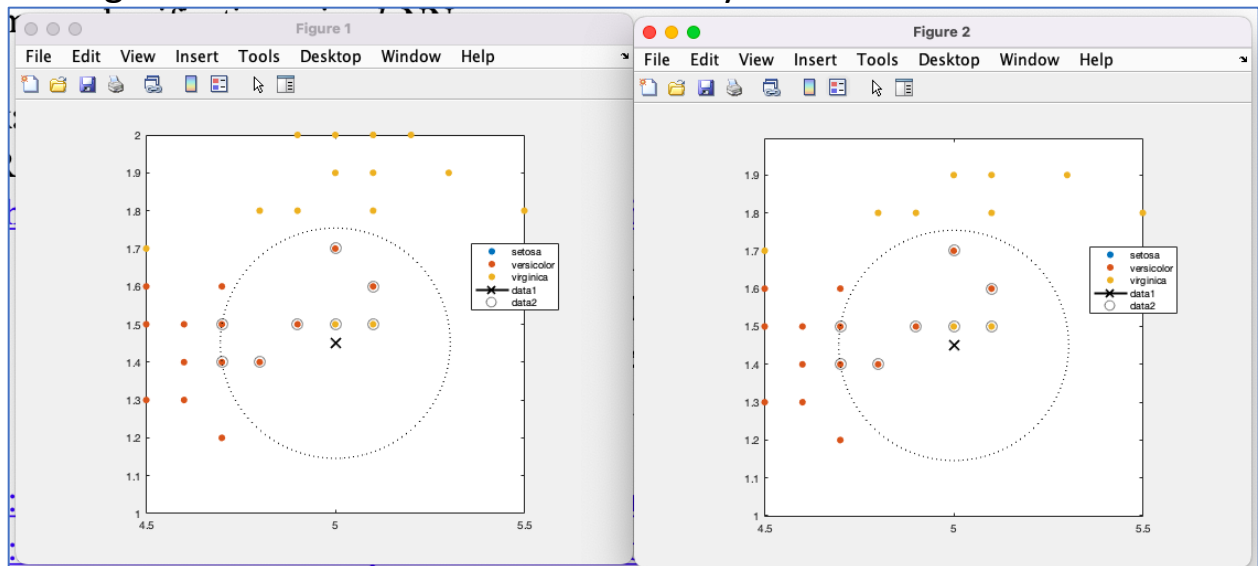 Figure 1
File Edit View Insert Tools Desktop Window Help
2
1.9
1.8
1.7
1.6
1.5
1.4
1.3
1.2
1.1
1
4.5 5 5.5
setosa
versicolor
virginica
data1
data2
Figure 2
File Edit View Insert Tools Desktop Window Help
1.9
1.8
1.7
1.6
1.5
1.4
1.3
1.2
1.1
1
4.5 5 5.5
setosa
versicolor
virginica
data1
data2